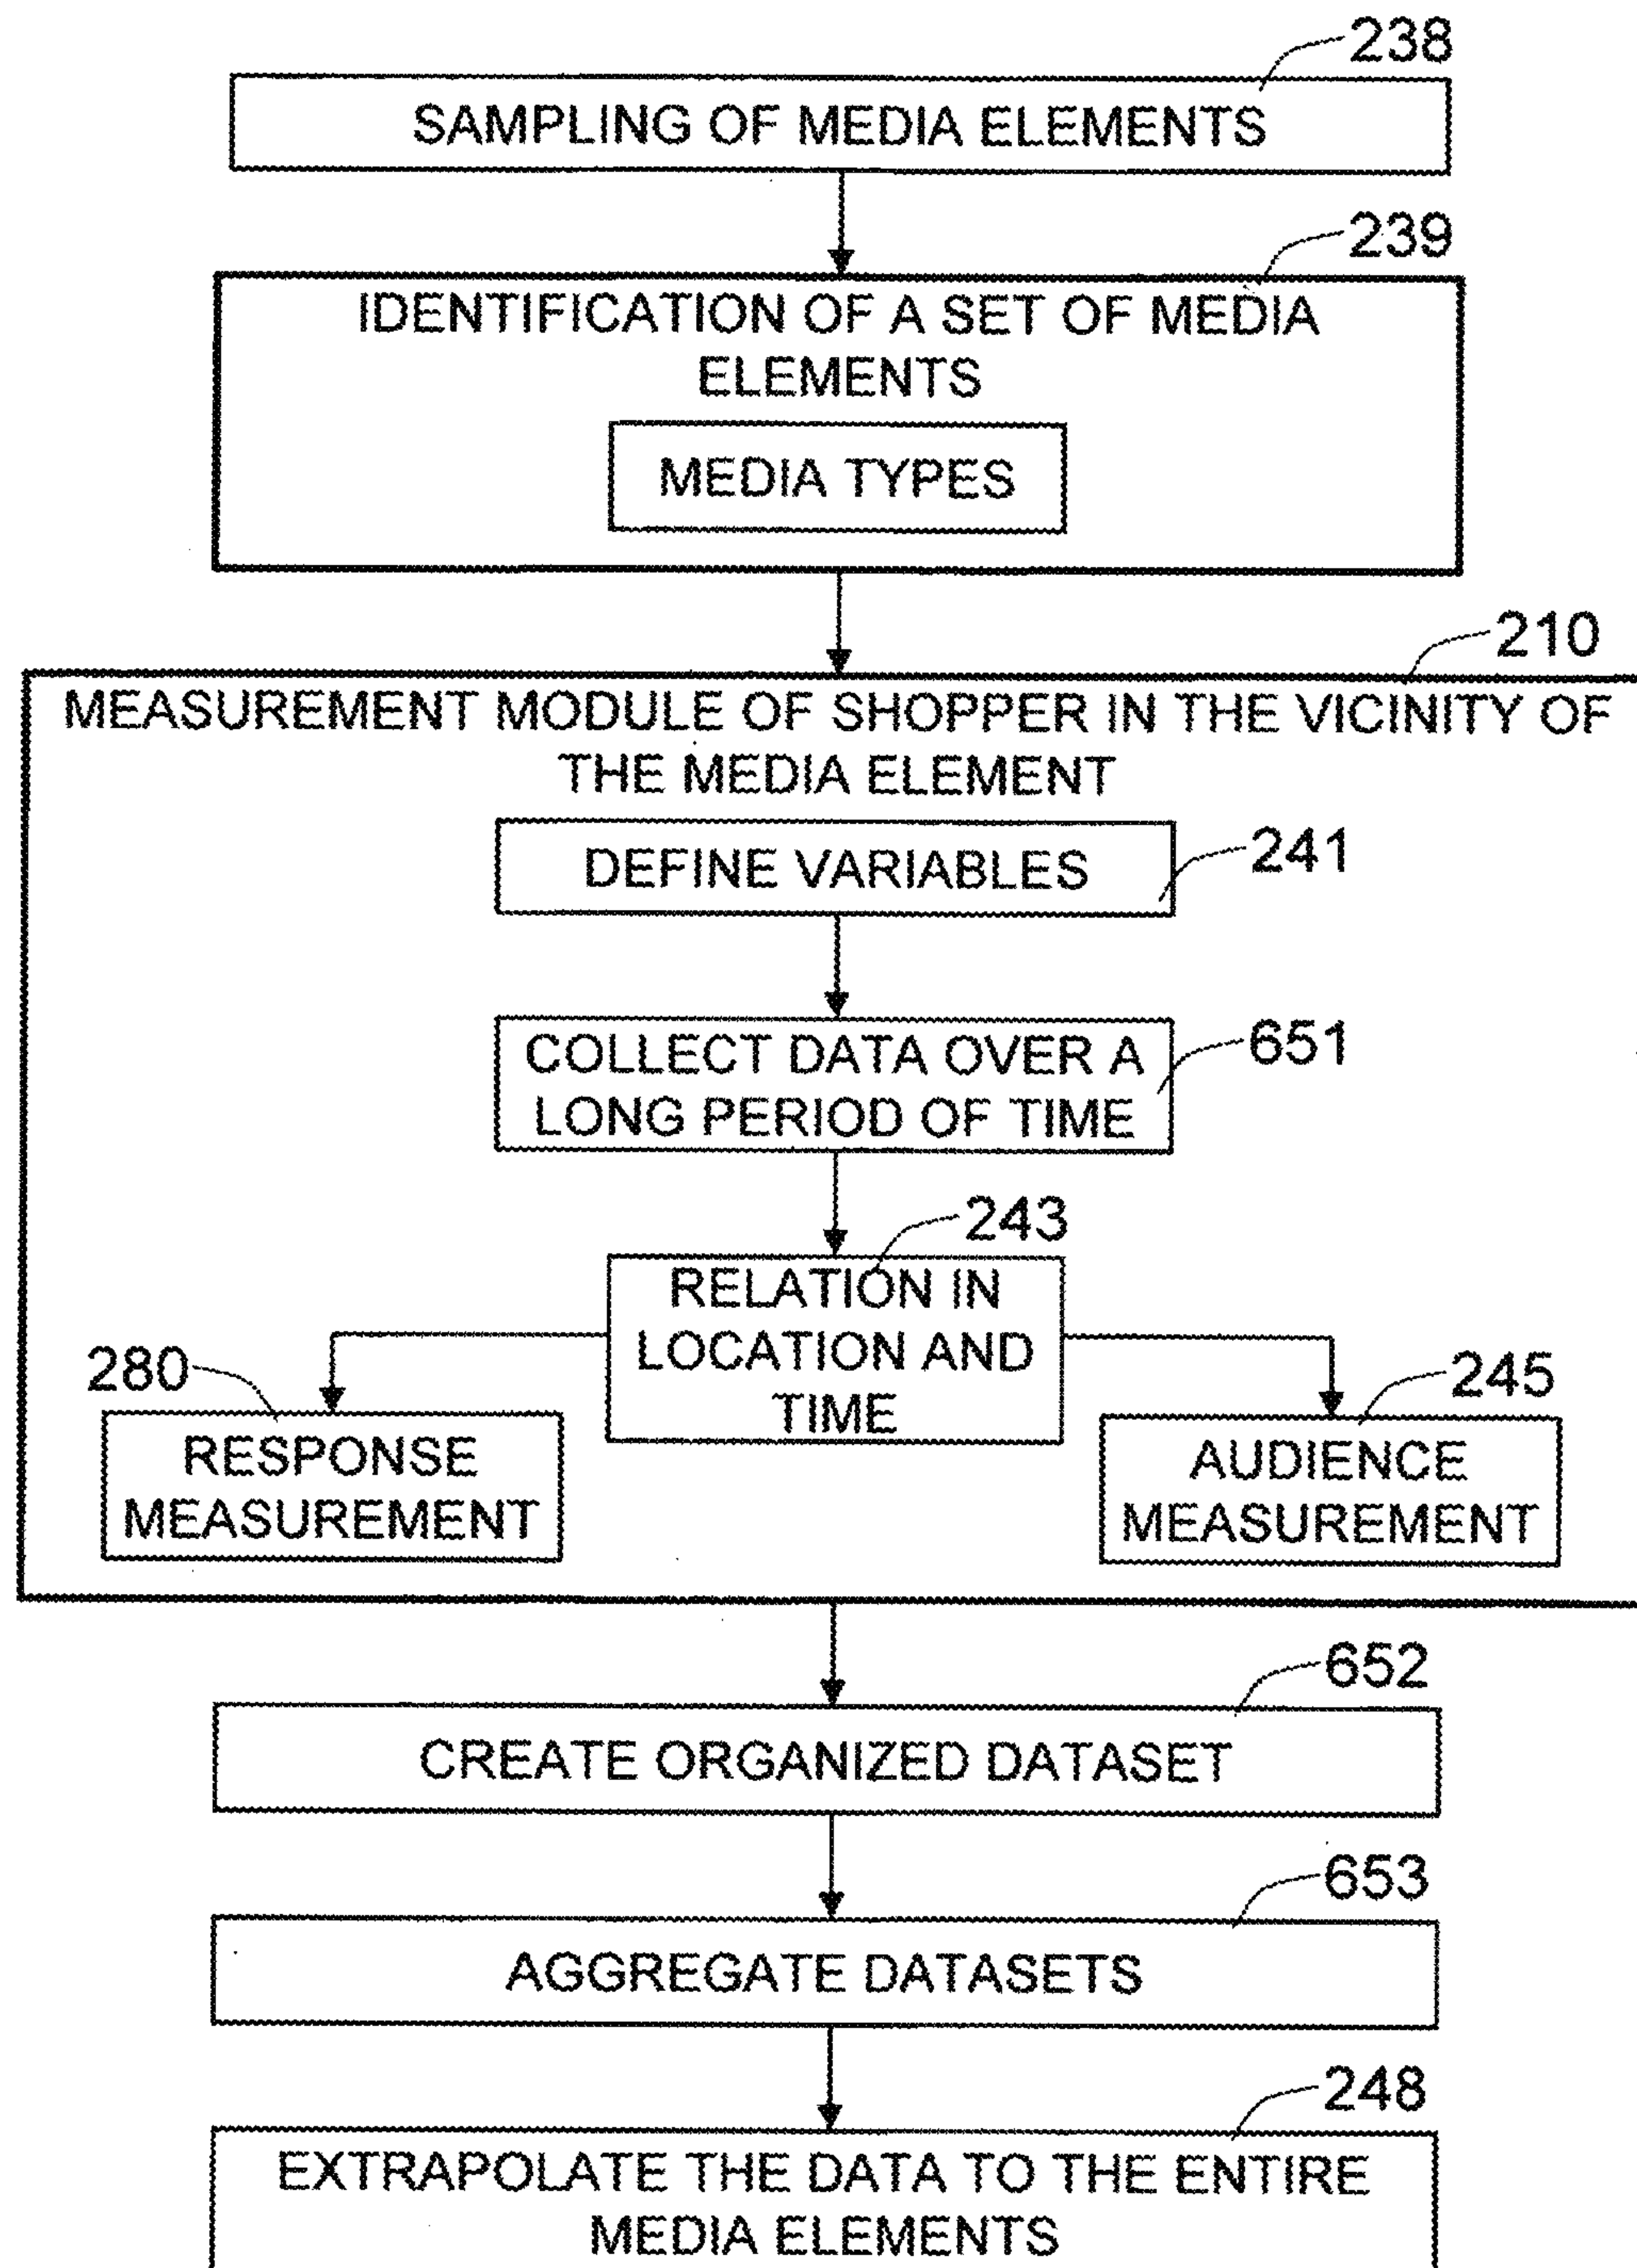 238
SAMPLING OF MEDIA ELEMENTS
239
IDENTIFICATION OF A SET OF MEDIA
ELEMENTS
MEDIA TYPES
210
MEASUREMENT MODULE OF SHOPPER IN THE VICINITY OF
THE MEDIA ELEMENT
DEFINE VARIABLES
241
COLLECT DATA OVER A
LONG PERIOD OF TIME
651
243
RELATION IN
LOCATION AND
TIME
280
RESPONSE
MEASUREMENT
245
AUDIENCE
MEASUREMENT
652
CREATE ORGANIZED DATASET
653
AGGREGATE DATASETS
248
EXTRAPOLATE THE DATA TO THE ENTIRE
MEDIA ELEMENTS